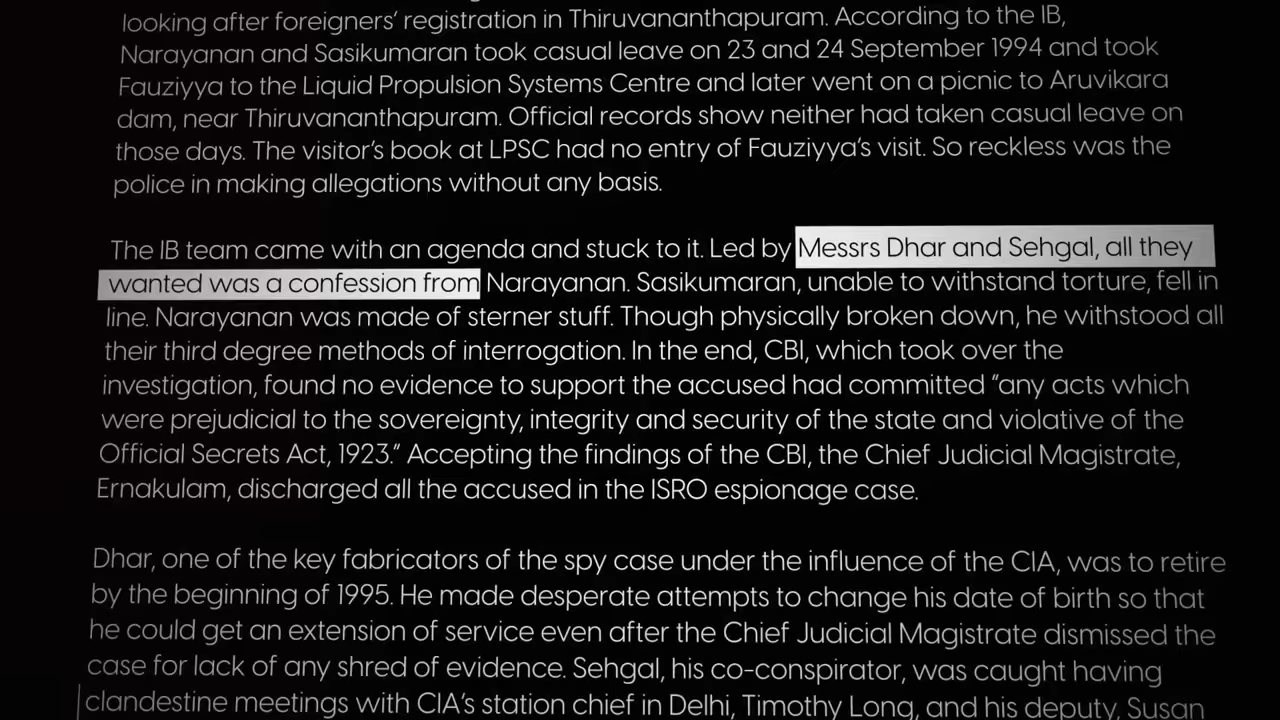 looking after foreigners' registration in Thiruvananthapuram. According to the IB,
Narayanan and Sasikumaran took casual leave on 23 and 24 September 1994 and took
Fauziyya to the Liquid Propulsion Systems Centre and later went on a picnic to Aruvikara
dam, near Thiruvananthapuram. Official records show neither had taken casual leave on
those days. The visitor's book at LPSC had no entry of Fauziyya's visit. So reckless was the
police in making allegations without any basis.
The IB team came with an agenda and stuck to it. Led by Messrs Dhar and Sehgal, all they
wanted was a confession from Narayanan. Sasikumaran, unable to withstand torture, fell in
line. Narayanan was made of sterner stuff. Though physically broken down, he withstood all
their third degree methods of interrogation. In the end, CBI, which took over the
investigation, found no evidence to support the accused had committed "any acts which
were prejudicial to the sovereignty, integrity and security of the state and violative of the
Official Secrets Act, 1923." Accepting the findings of the CBI, the Chief Judicial Magistrate,
Ernakulam, discharged all the accused in the ISRO espionage case.
Dhar, one of the key fabricators of the spy case under the influence of the CIA, was to retire
by the beginning of 1995. He made desperate attempts to change his date of birth so that
he could get an extension of service even after the Chief Judicial Magistrate dismissed the
case for lack of any shred of evidence. Sehgal, his co-conspirator, was caught having
clandestine meetings with CIA's station chief in Delhi, Timothy Long, and his deputy, Susan